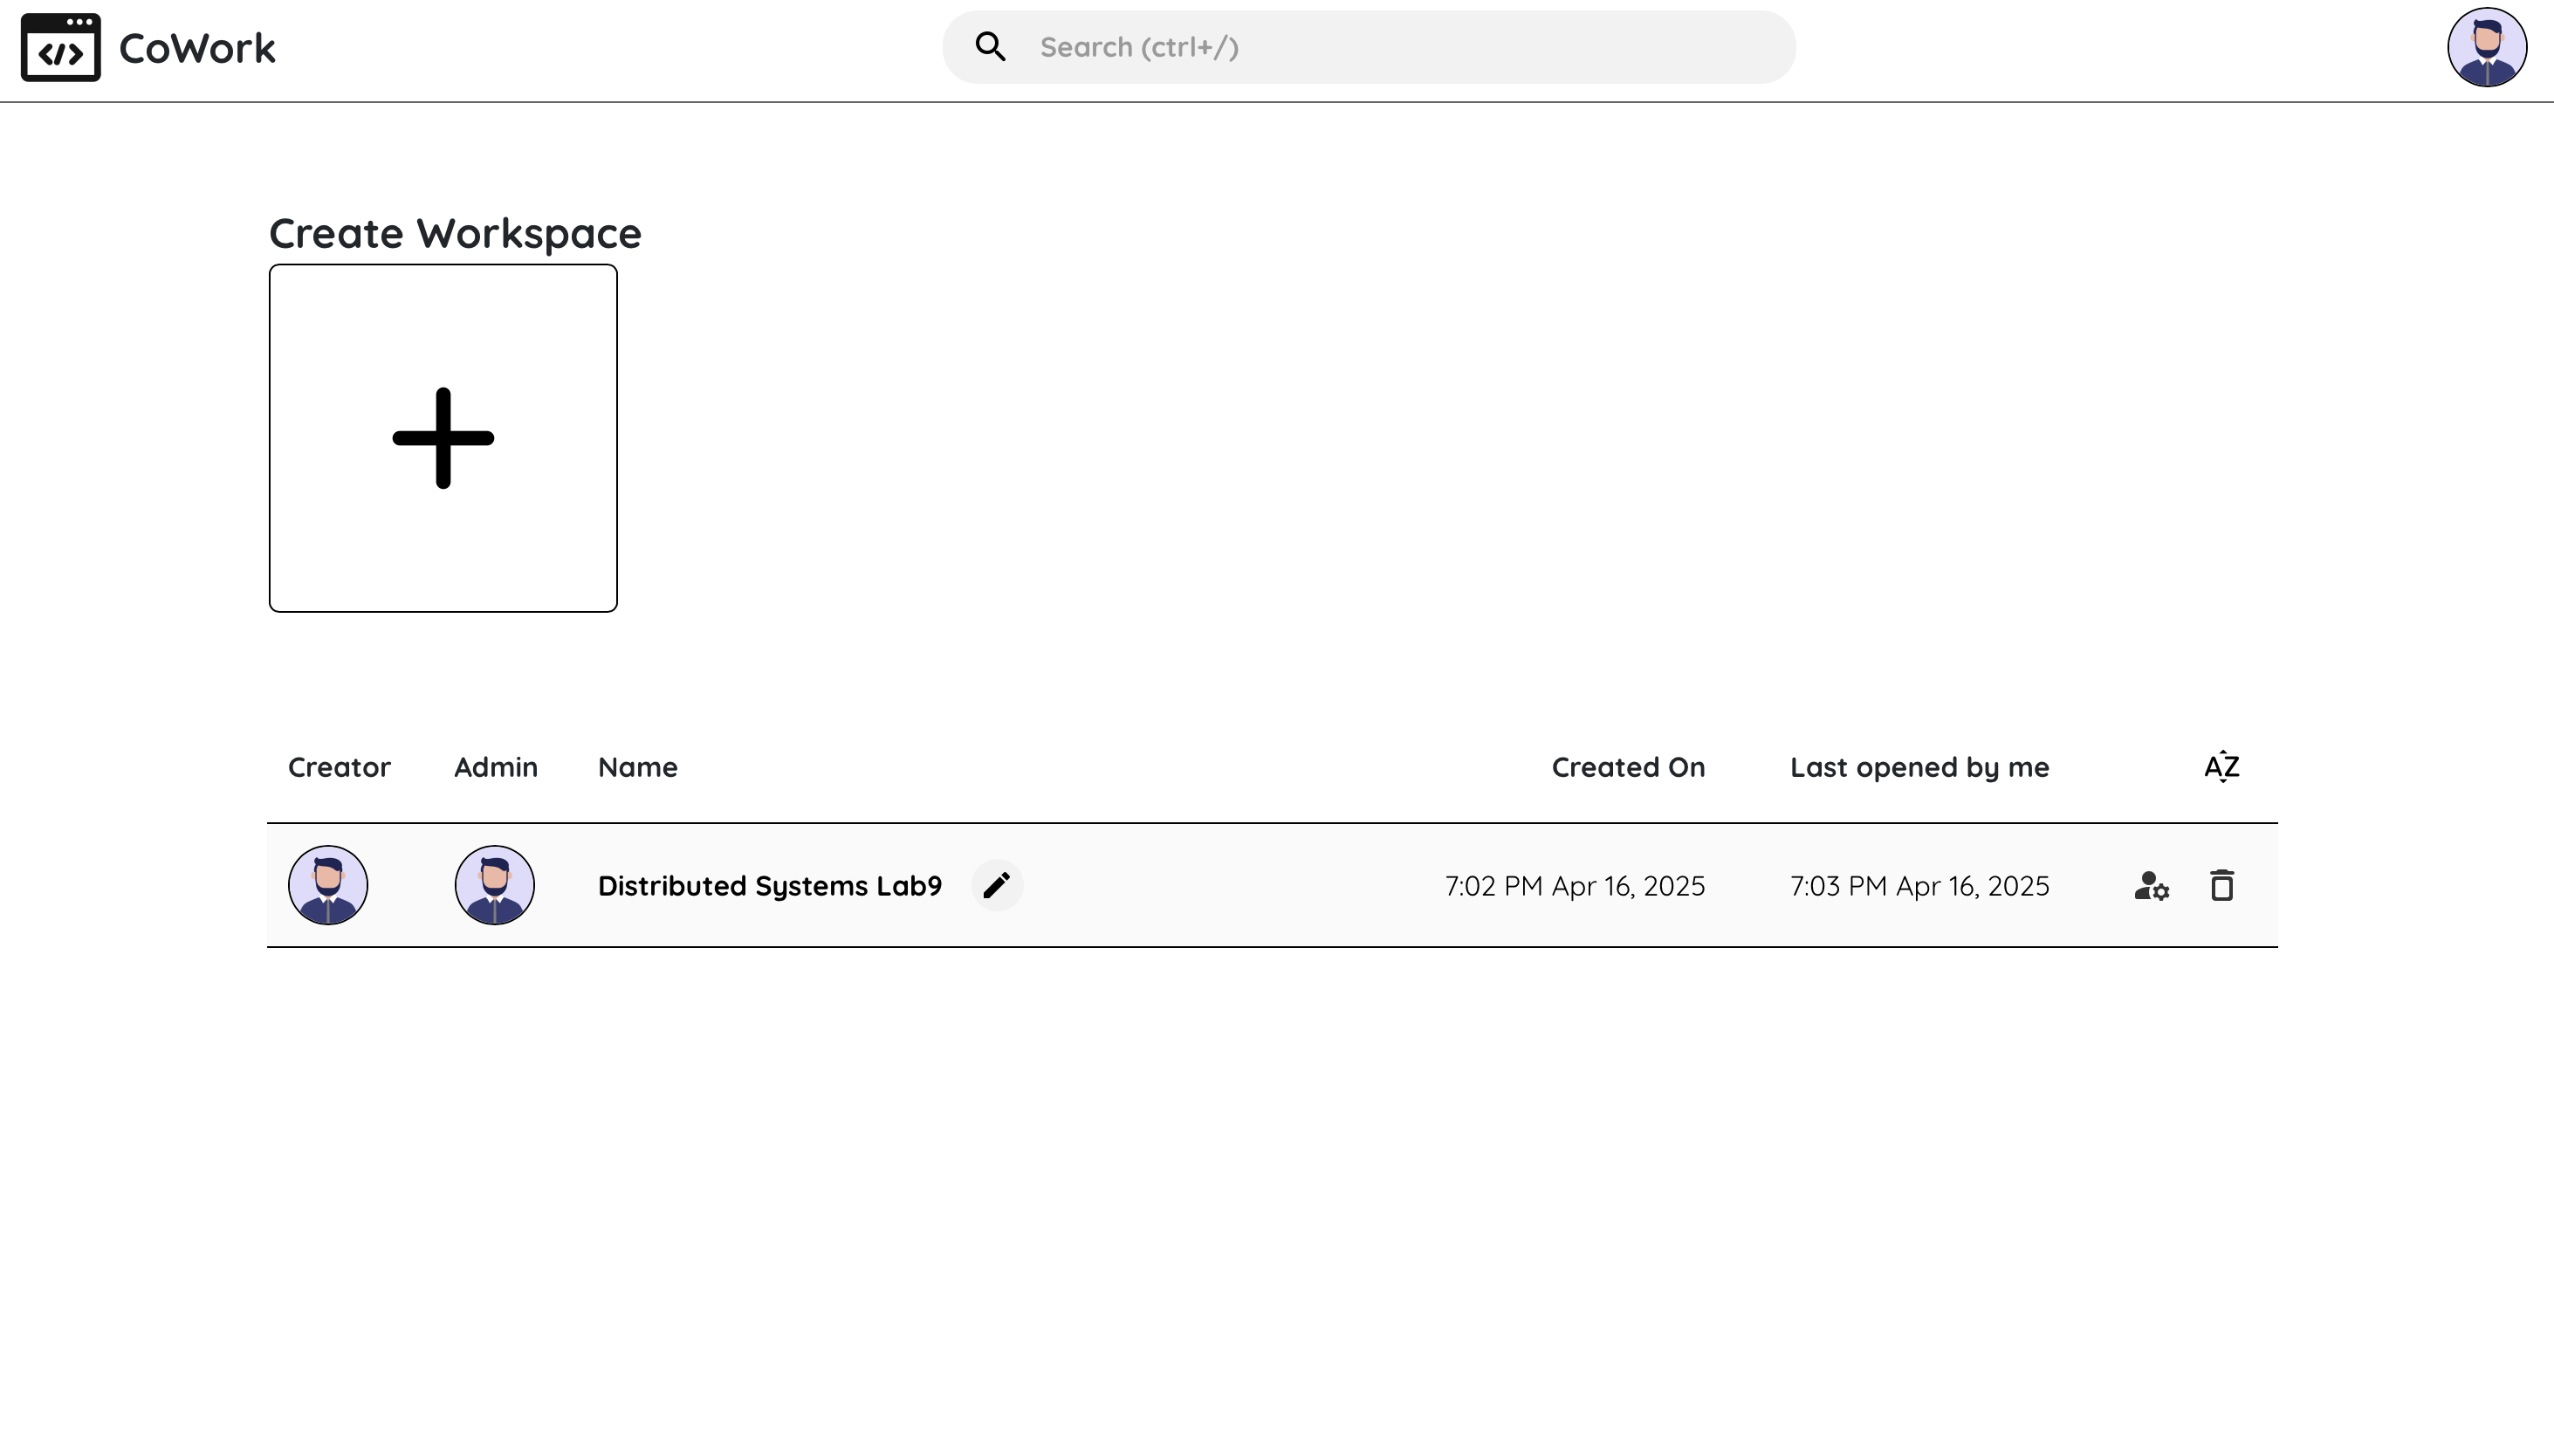 CoWork
Search (ctrl+/)
Create Workspace
Creator Admin Name Created On Last opened by me AZ
Distributed Systems Lab9 7:02 PM Apr 16, 2025 7:03 PM Apr 16, 2025